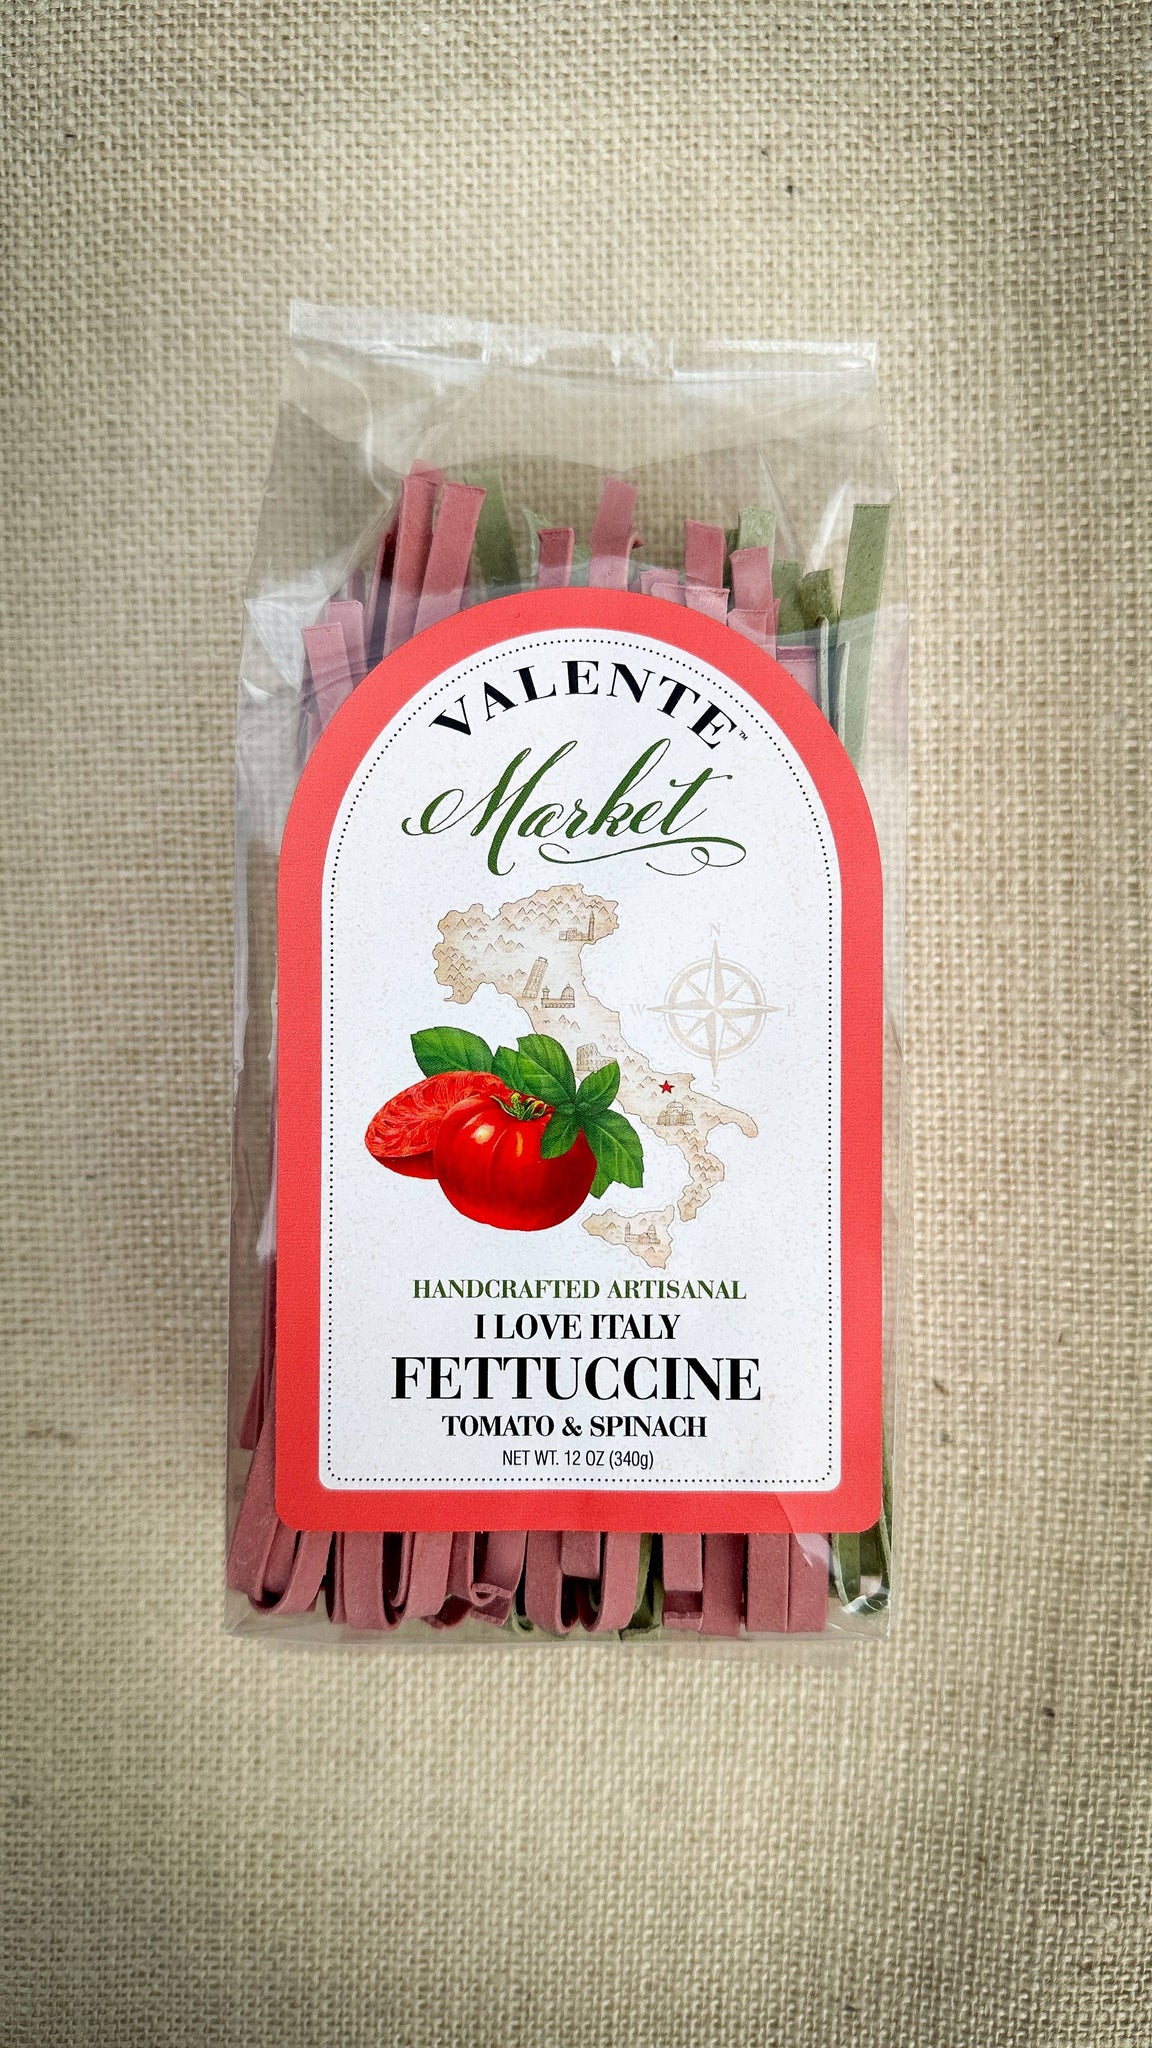 VALENTE™
Market
N
W E
S
HANDCRAFTED ARTISANAL
I LOVE ITALY
FETTUCCINE
TOMATO & SPINACH
NET WT. 12 OZ (340g)